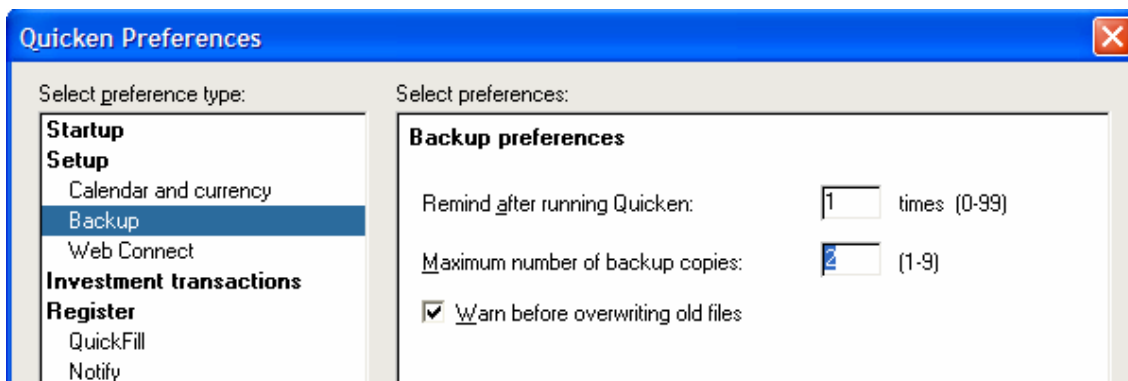 Quicken Preferences
Select preference type:
Startup
Setup
Calendar and currency
Backup
Web Connect
Investment transactions
Register
QuickFill
Notify
Select preferences:
Backup preferences
Remind after running Quicken: 1 times (0-99)
Maximum number of backup copies: 2 (1-9)
Warn before overwriting old files